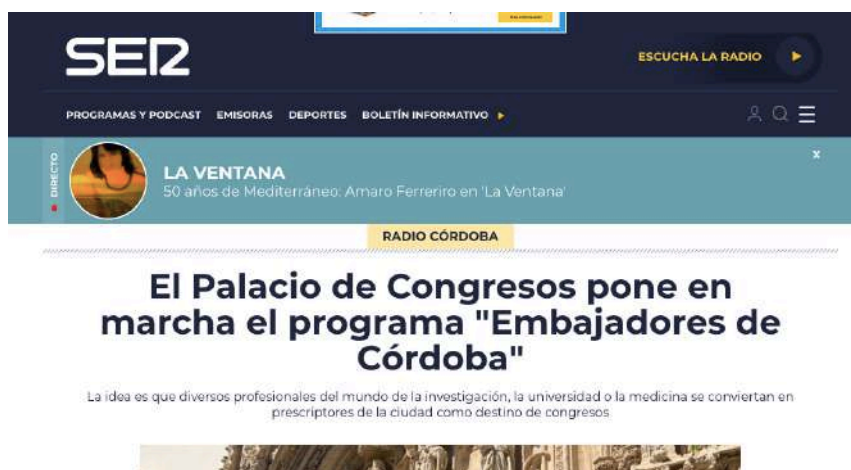 SER
ESCUCHA LA RADIO
PROGRAMAS Y PODCAST EMISORAS DEPORTES BOLETÍN INFORMATIVO
DIRECTO
LA VENTANA
x
50 años de Mediterráneo: Amaro Ferreriro en 'La Ventana'
RADIO CÓRDOBA
El Palacio de Congresos pone en
marcha el programa "Embajadores de
Córdoba"
La idea es que diversos profesionales del mundo de la investigación, la universidad o la medicina se conviertan en
prescriptores de la ciudad como destino de congresos